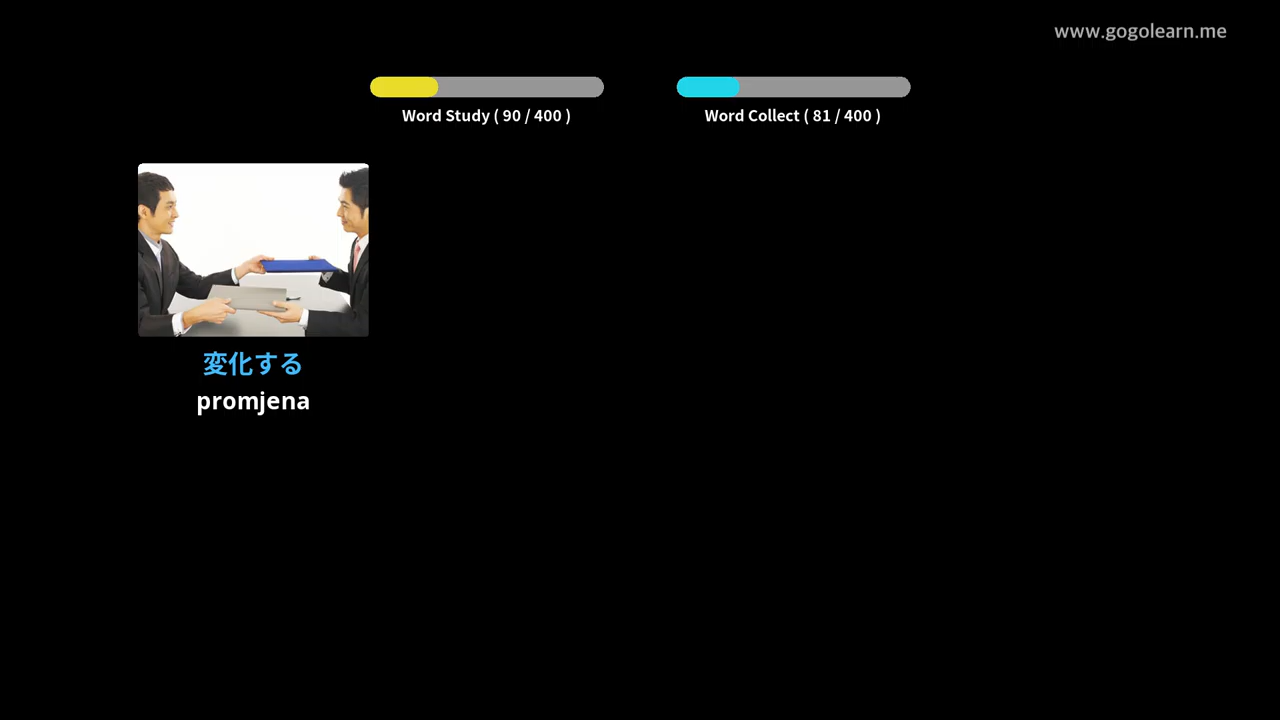 www.gogolearn.me
Word Study ( 90 / 400 )
Word Collect ( 81 / 400 )
変化する
promjena